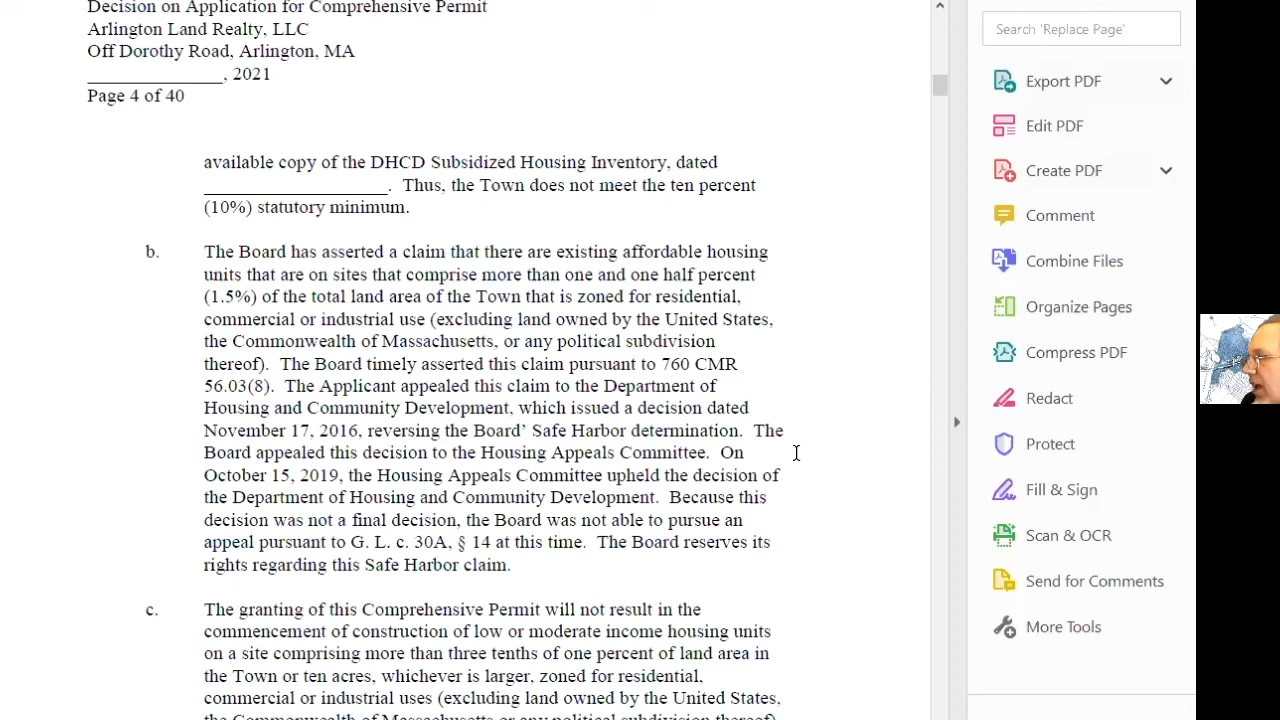 Decision on Application for Comprehensive Permit
Arlington Land Realty, LLC
Off Dorothy Road, Arlington, MA
_______________, 2021
Page 4 of 40
available copy of the DHCD Subsidized Housing Inventory, dated
____________________. Thus, the Town does not meet the ten percent
(10%) statutory minimum.
b. The Board has asserted a claim that there are existing affordable housing
units that are on sites that comprise more than one and one half percent
(1.5%) of the total land area of the Town that is zoned for residential,
commercial or industrial use (excluding land owned by the United States,
the Commonwealth of Massachusetts, or any political subdivision
thereof). The Board timely asserted this claim pursuant to 760 CMR
56.03(8). The Applicant appealed this claim to the Department of
Housing and Community Development, which issued a decision dated
November 17, 2016, reversing the Board' Safe Harbor determination. The
Board appealed this decision to the Housing Appeals Committee. On
October 15, 2019, the Housing Appeals Committee upheld the decision of
the Department of Housing and Community Development. Because this
decision was not a final decision, the Board was not able to pursue an
appeal pursuant to G. L. c. 30A, § 14 at this time. The Board reserves its
rights regarding this Safe Harbor claim.
c. The granting of this Comprehensive Permit will not result in the
commencement of construction of low or moderate income housing units
on a site comprising more than three tenths of one percent of land area in
the Town or ten acres, whichever is larger, zoned for residential,
commercial or industrial uses (excluding land owned by the United States,
the Commonwealth of Massachusetts or any political subdivision thereof)
Search 'Replace Page'
Export PDF
Edit PDF
Create PDF
Comment
Combine Files
Organize Pages
Compress PDF
Redact
Protect
Fill & Sign
Scan & OCR
Send for Comments
More Tools